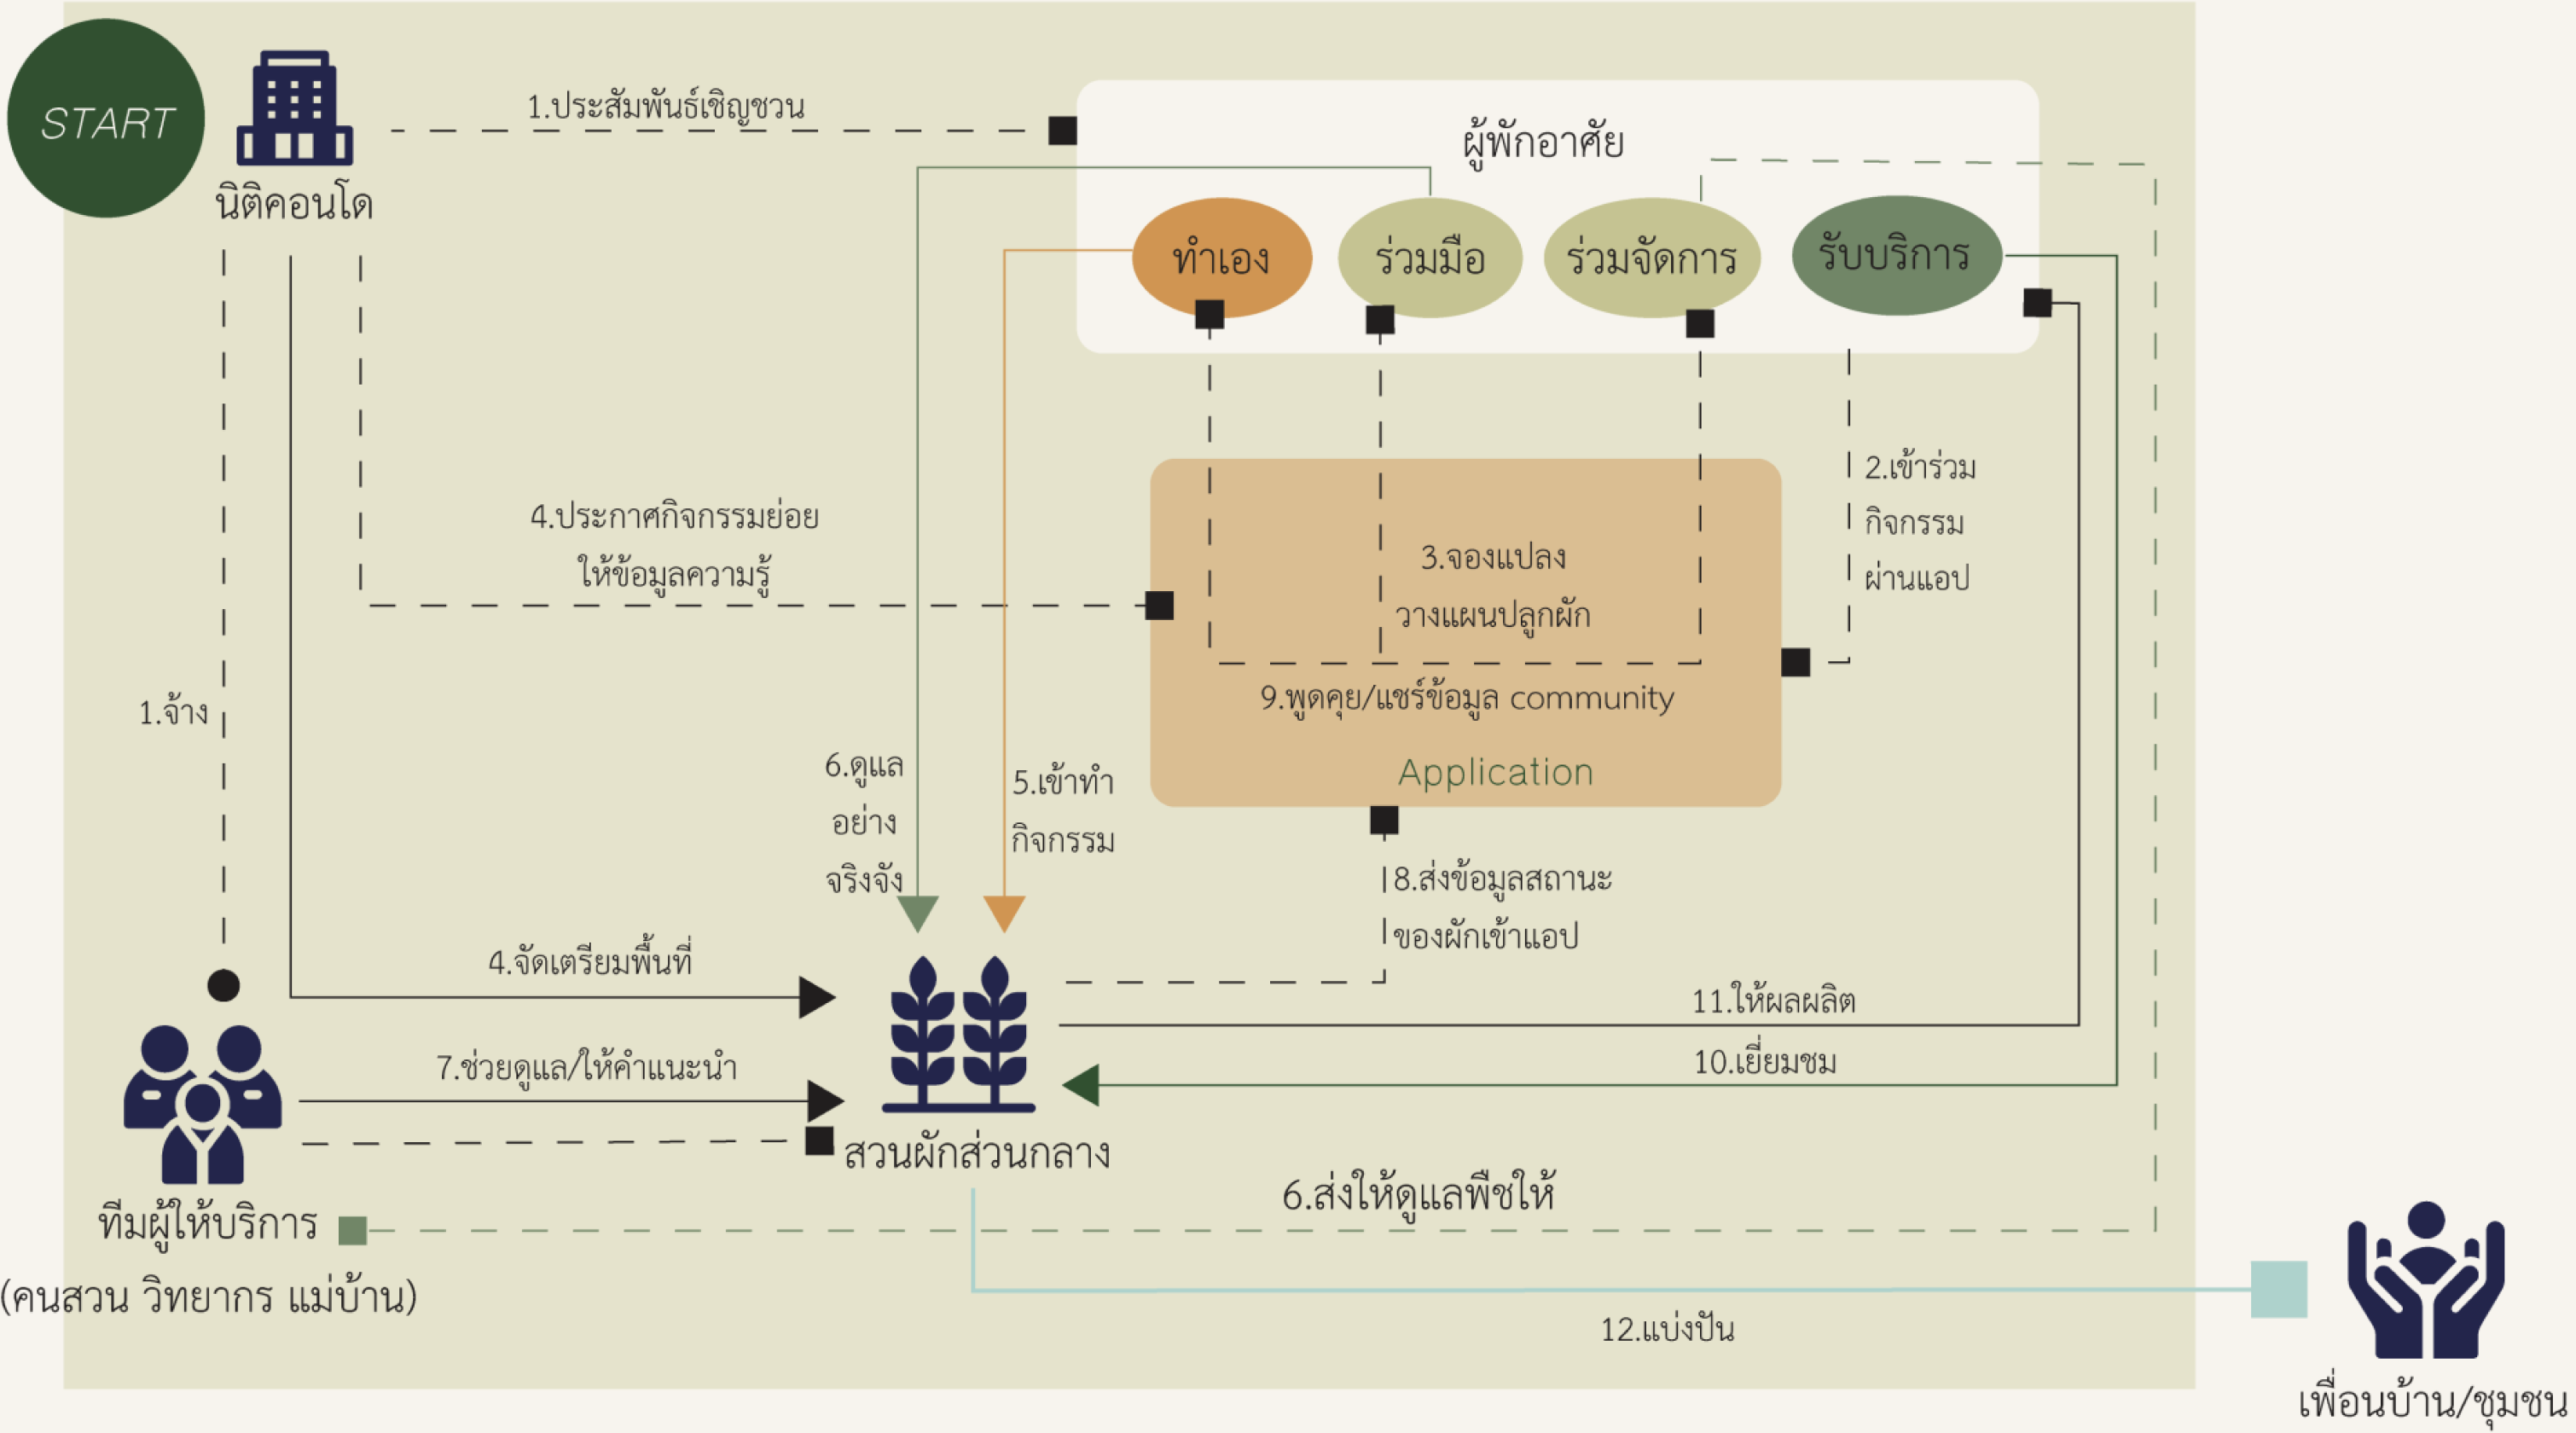 START
นิติคอนโด
1.ประสัมพันธ์เชิญชวน
ผู้พักอาศัย
ทำเอง
ร่วมมือ
ร่วมจัดการ
รับบริการ
2.เข้าร่วม
กิจกรรม
ผ่านแอป
4.ประกาศกิจกรรมย่อย
ให้ข้อมูลความรู้
3.จองแปลง
วางแผนปลูกผัก
9.พูดคุย/แชร์ข้อมูล community
Application
1.จ้าง
6.ดูแล
อย่าง
จริงจัง
5.เข้าทำ
กิจกรรม
8.ส่งข้อมูลสถานะ
ของผักเข้าแอป
4.จัดเตรียมพื้นที่
11.ให้ผลผลิต
10.เยี่ยมชม
7.ช่วยดูแล/ให้คำแนะนำ
สวนผักส่วนกลาง
6.ส่งให้ดูแลพืชให้
ทีมผู้ให้บริการ
(คนสวน วิทยากร แม่บ้าน)
12.แบ่งปัน
เพื่อนบ้าน/ชุมชน